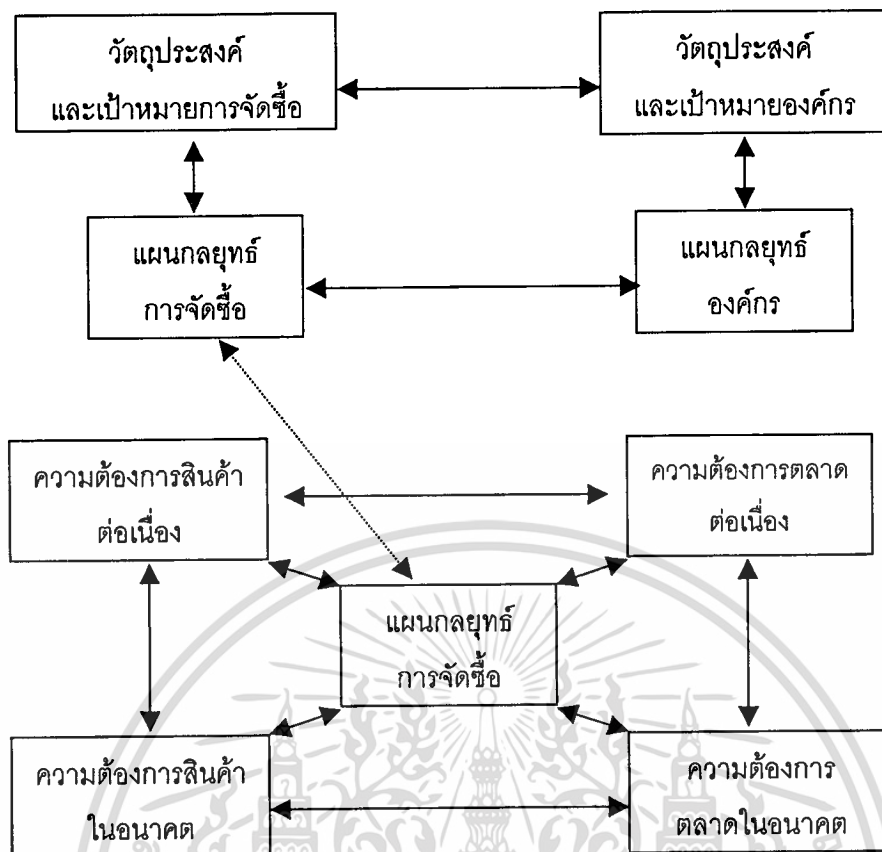 วัตถุประสงค์
และเป้าหมายการจัดซื้อ
วัตถุประสงค์
และเป้าหมายองค์กร
แผนกลยุทธ์
การจัดซื้อ
แผนกลยุทธ์
องค์กร
ความต้องการสินค้า
ต่อเนื่อง
ความต้องการตลาด
ต่อเนื่อง
แผนกลยุทธ์
การจัดซื้อ
ความต้องการสินค้า
ในอนาคต
ความต้องการ
ตลาดในอนาคต